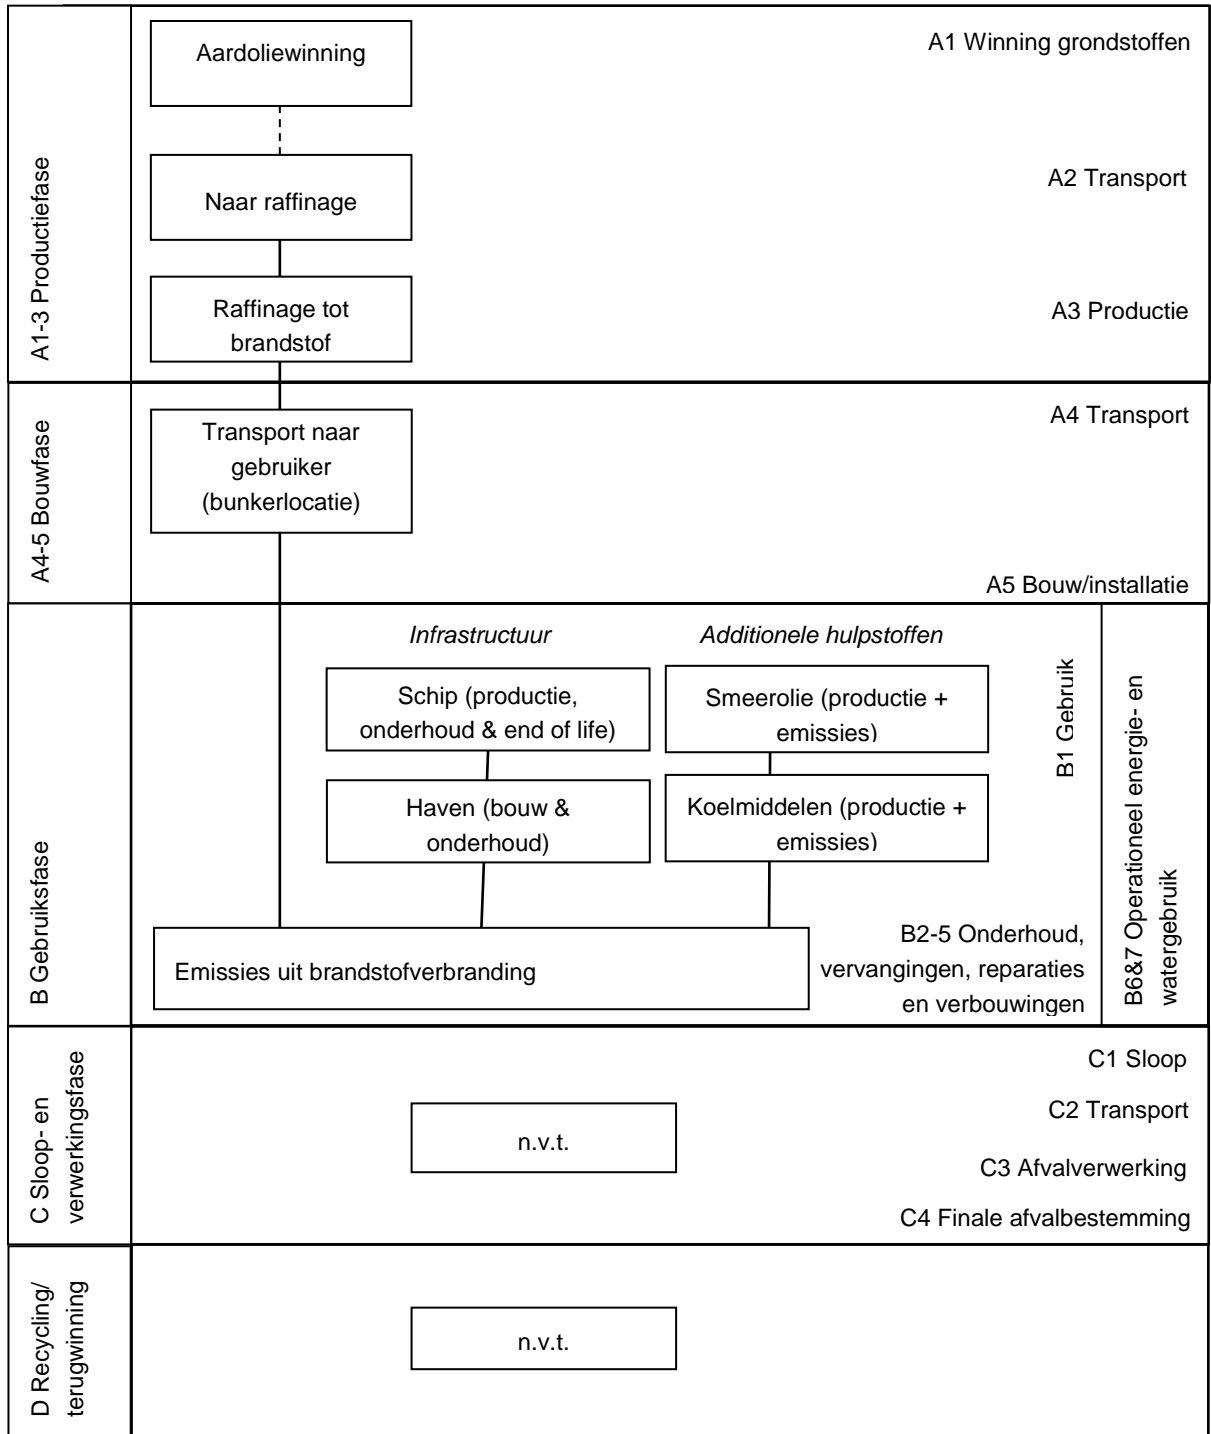 A1-3 Productiefase
Aardoliewinning
A1 Winning grondstoffen
Naar raffinage
A2 Transport
Raffinage tot
brandstof
A3 Productie
A4-5 Bouwfase
Transport naar
gebruiker
(bunkerlocatie)
A4 Transport
A5 Bouw/installatie
B Gebruiksfase
Infrastructuur
Additionele hulpstoffen
Schip (productie,
onderhoud & end of life)
Smeerolie (productie +
emissies)
Haven (bouw &
onderhoud)
Koelmiddelen (productie +
emissies)
B1 Gebruik
Emissies uit brandstofverbranding
B2-5 Onderhoud,
vervangingen, reparaties
en verbouwingen
B6&7 Operationeel energie- en
watergebruik
C Sloop- en
verwerkingsfase
n.v.t.
C1 Sloop
C2 Transport
C3 Afvalverwerking
C4 Finale afvalbestemming
D Recycling/
terugwinning
n.v.t.